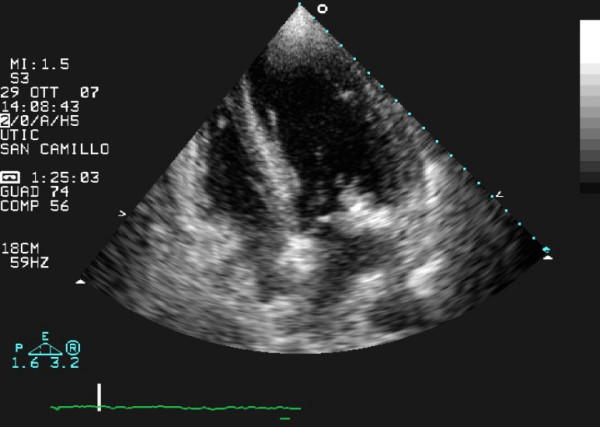 MI:1.5
S3
29 OTT 07
14:08:43
2/0/A/H5
UTIC
SAN CAMILLO
1:25:03
GUAD 74
COMP 56
18CM
59HZ
E
P R
1.6 3.2